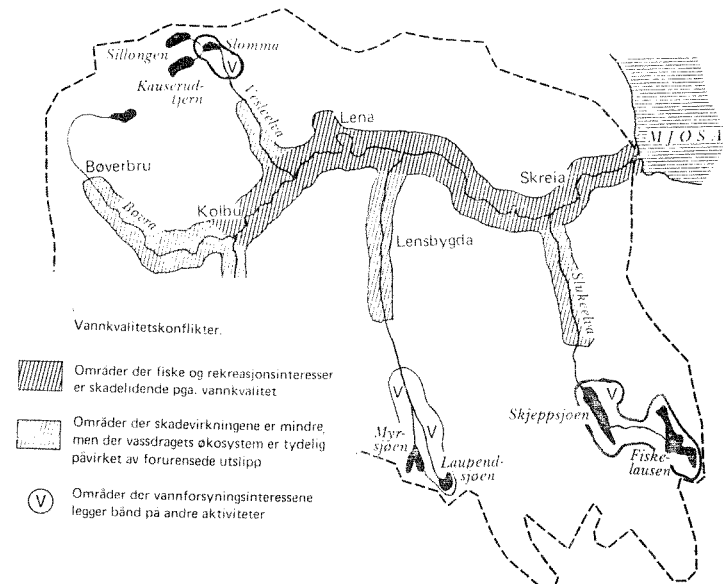 Sillongen
Slomma
Kauserud-
tjern
V
Vesleelva
Lena
MJØSA
Bøverbru
Skreia
Bøvra
Kolbu
Lensbygda
Slukeelva
Vannkvalitetskonflikter.
Områder der fiske og rekreasjonsinteresser
er skadelidende pga. vannkvalitet
Områder der skadevirkningene er mindre,
men der vassdragets økosystem er tydelig
påvirket av forurensede utslipp
V
Områder der vannforsyningsinteressene
legger bånd på andre aktiviteter
V
V
Myr-
sjøen
Laupend-
sjøen
V
Skjeppsjøen
Fiske-
lausen